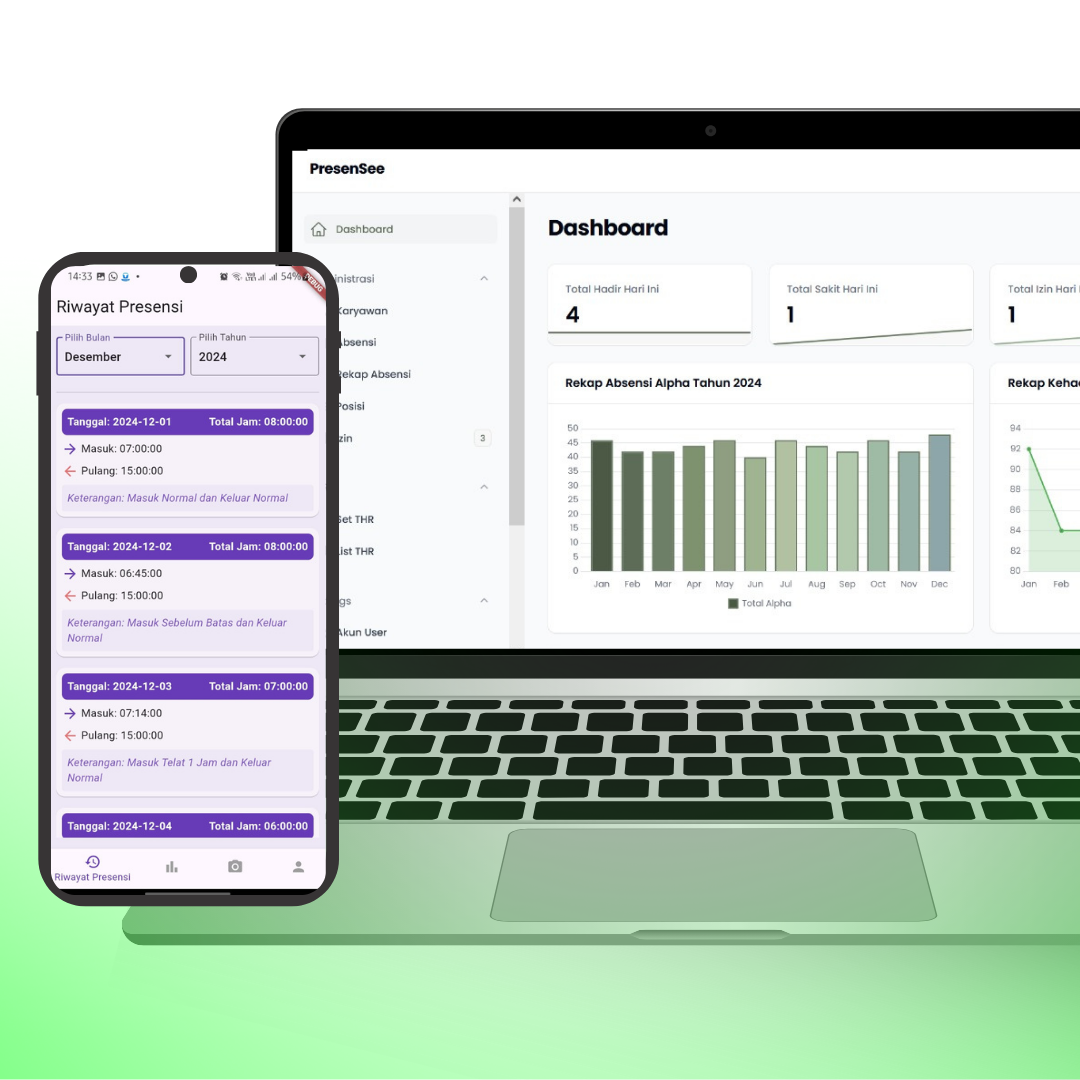 PresenSee
Dashboard
Karyawan
Rekap Absensi
Posisi
3
Set THR
List THR
Akun User
Dashboard
Total Hadir Hari Ini
4
Total Sakit Hari Ini
1
Total Izin Hari
1
Rekap Absensi Alpha Tahun 2024
50
45
40
35
30
25
20
15
10
5
0
Jan Feb Mar Apr May Jun Jul Aug Sep Oct Nov Dec
Total Alpha
Rekap
94
92
90
88
86
84
82
80
Jan Feb
14:33 54%
Riwayat Presensi
Pilih Bulan
Desember
Pilih Tahun
2024
Tanggal: 2024-12-01 Total Jam: 08:00:00
Masuk: 07:00:00
Pulang: 15:00:00
Keterangan: Masuk Normal dan Keluar Normal
Tanggal: 2024-12-02 Total Jam: 08:00:00
Masuk: 06:45:00
Pulang: 15:00:00
Keterangan: Masuk Sebelum Batas dan Keluar
Normal
Tanggal: 2024-12-03 Total Jam: 07:00:00
Masuk: 07:14:00
Pulang: 15:00:00
Keterangan: Masuk Telat 1 Jam dan Keluar
Normal
Tanggal: 2024-12-04 Total Jam: 06:00:00
Riwayat Presensi